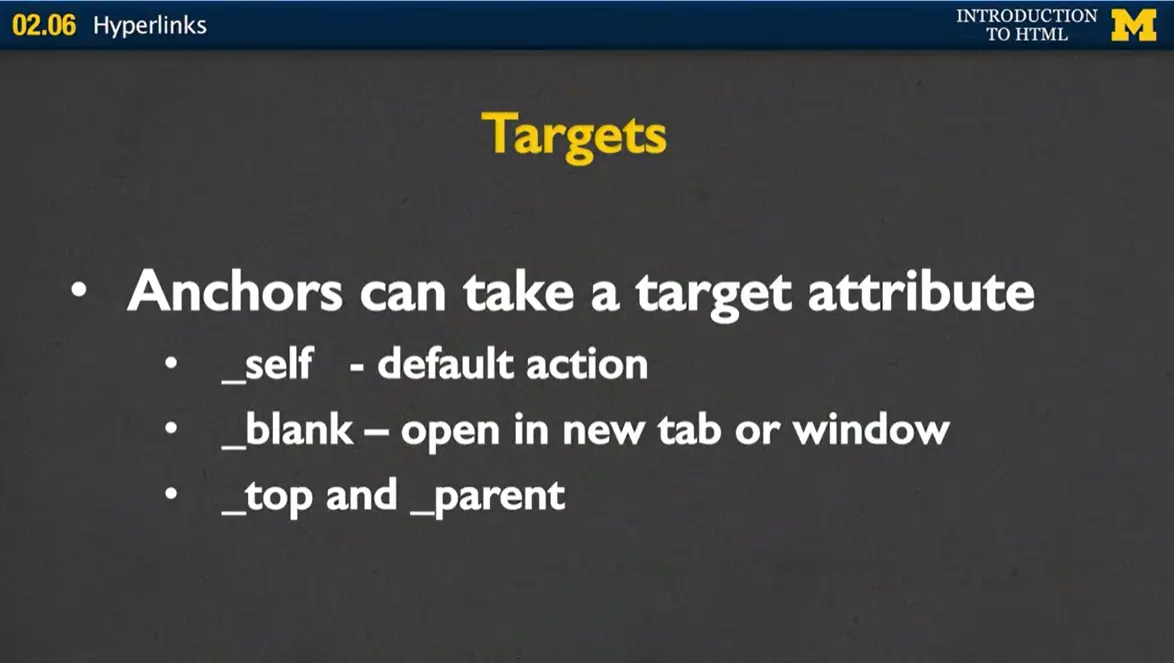 02.06 Hyperlinks
INTRODUCTION
TO HTML
M
Targets
• Anchors can take a target attribute
• _self - default action
• _blank – open in new tab or window
• _top and _parent